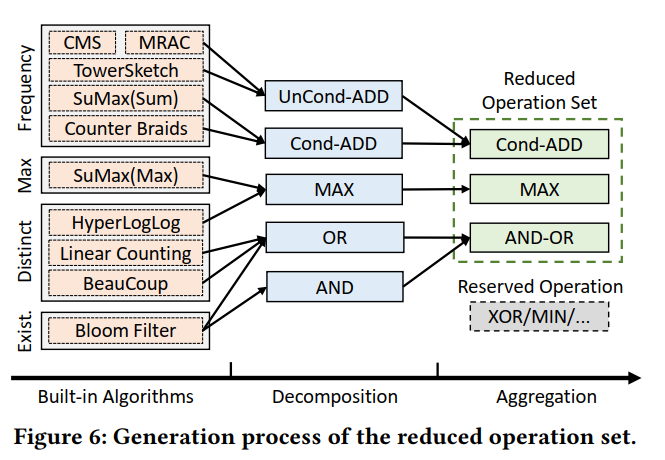 Frequency
CMS
MRAC
TowerSketch
SuMax(Sum)
Counter Braids
Max
SuMax(Max)
Distinct
HyperLogLog
Linear Counting
BeauCoup
Exist.
Bloom Filter
UnCond-ADD
Cond-ADD
MAX
OR
AND
Reduced
Operation Set
Cond-ADD
MAX
AND-OR
Reserved Operation
XOR/MIN/...
Built-in Algorithms
Decomposition
Aggregation
Figure 6: Generation process of the reduced operation set.